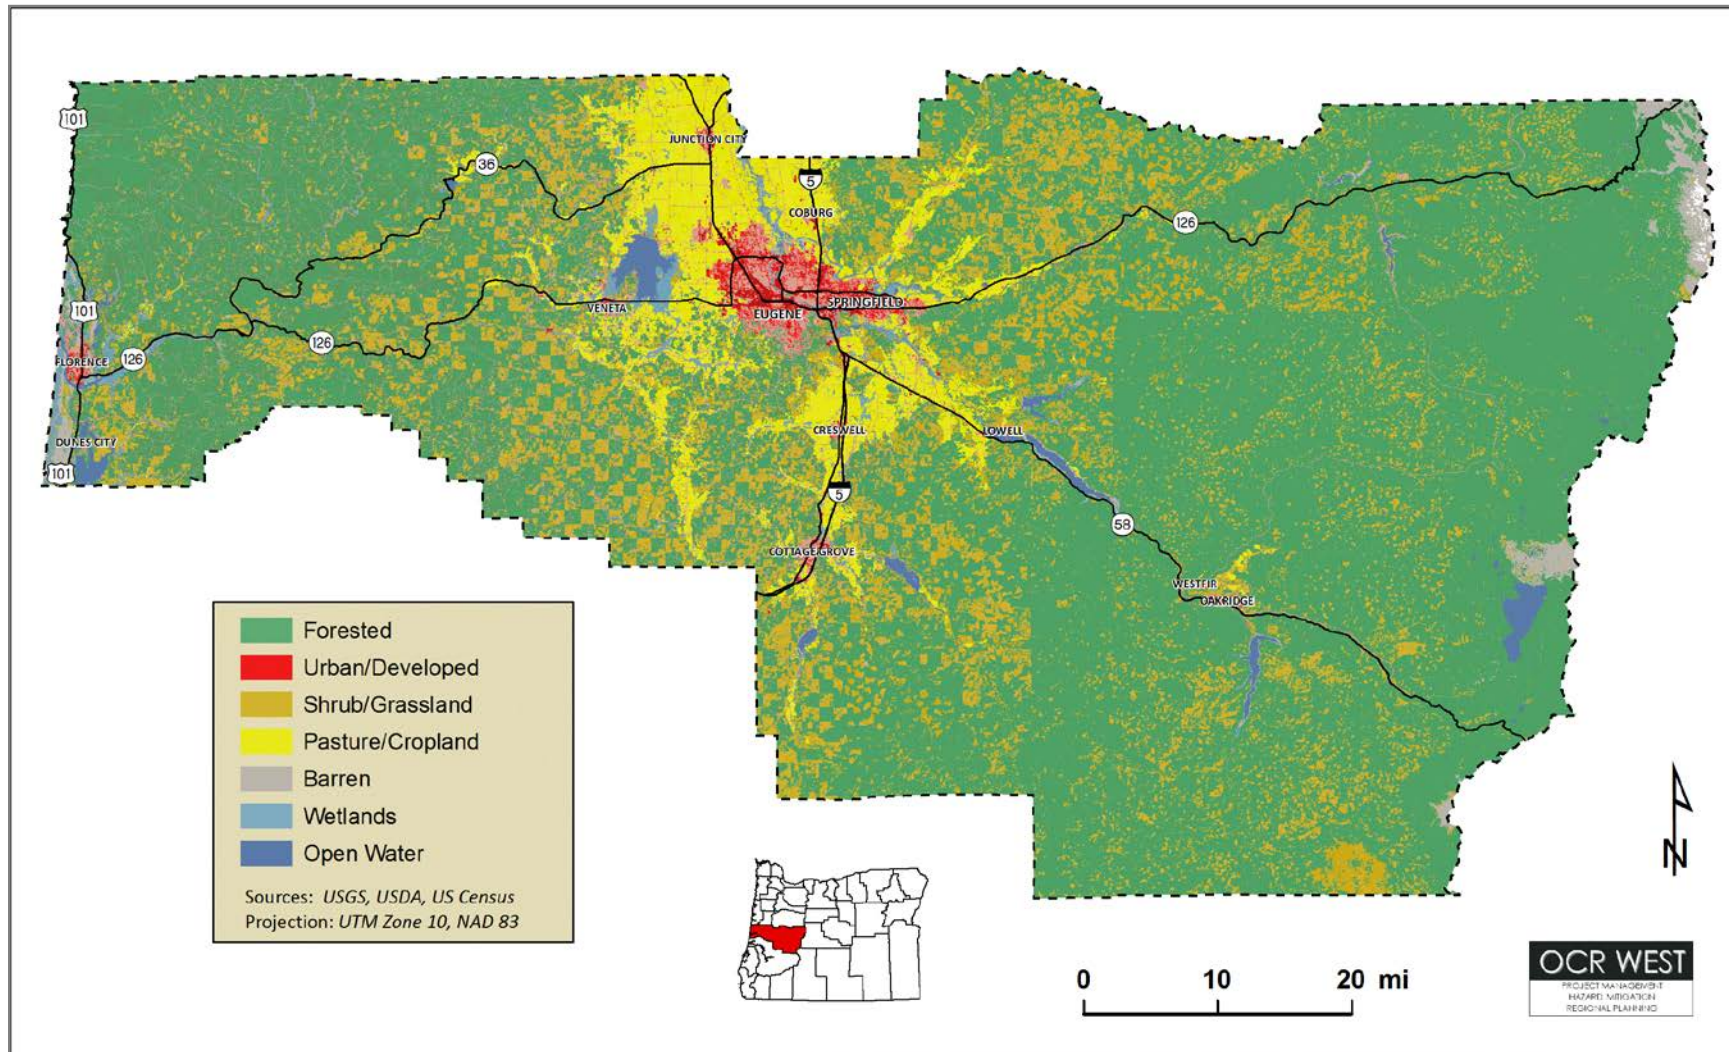 101
JUNCTION CITY
36
5
COBURG
126
101
VENETA
EUGENE
SPRINGFIELD
126
126
FLORENCE
DUNES CITY
101
CRESWELL
LOWELL
5
58
COTTAGE GROVE
WESTFIR
OAKRIDGE
Forested
Urban/Developed
Shrub/Grassland
Pasture/Cropland
Barren
Wetlands
Open Water
Sources: USGS, USDA, US Census
Projection: UTM Zone 10, NAD 83
N
0 10 20 mi
OCR WEST
PROJECT MANAGEMENT
HAZARD MITIGATION
REGIONAL PLANNING